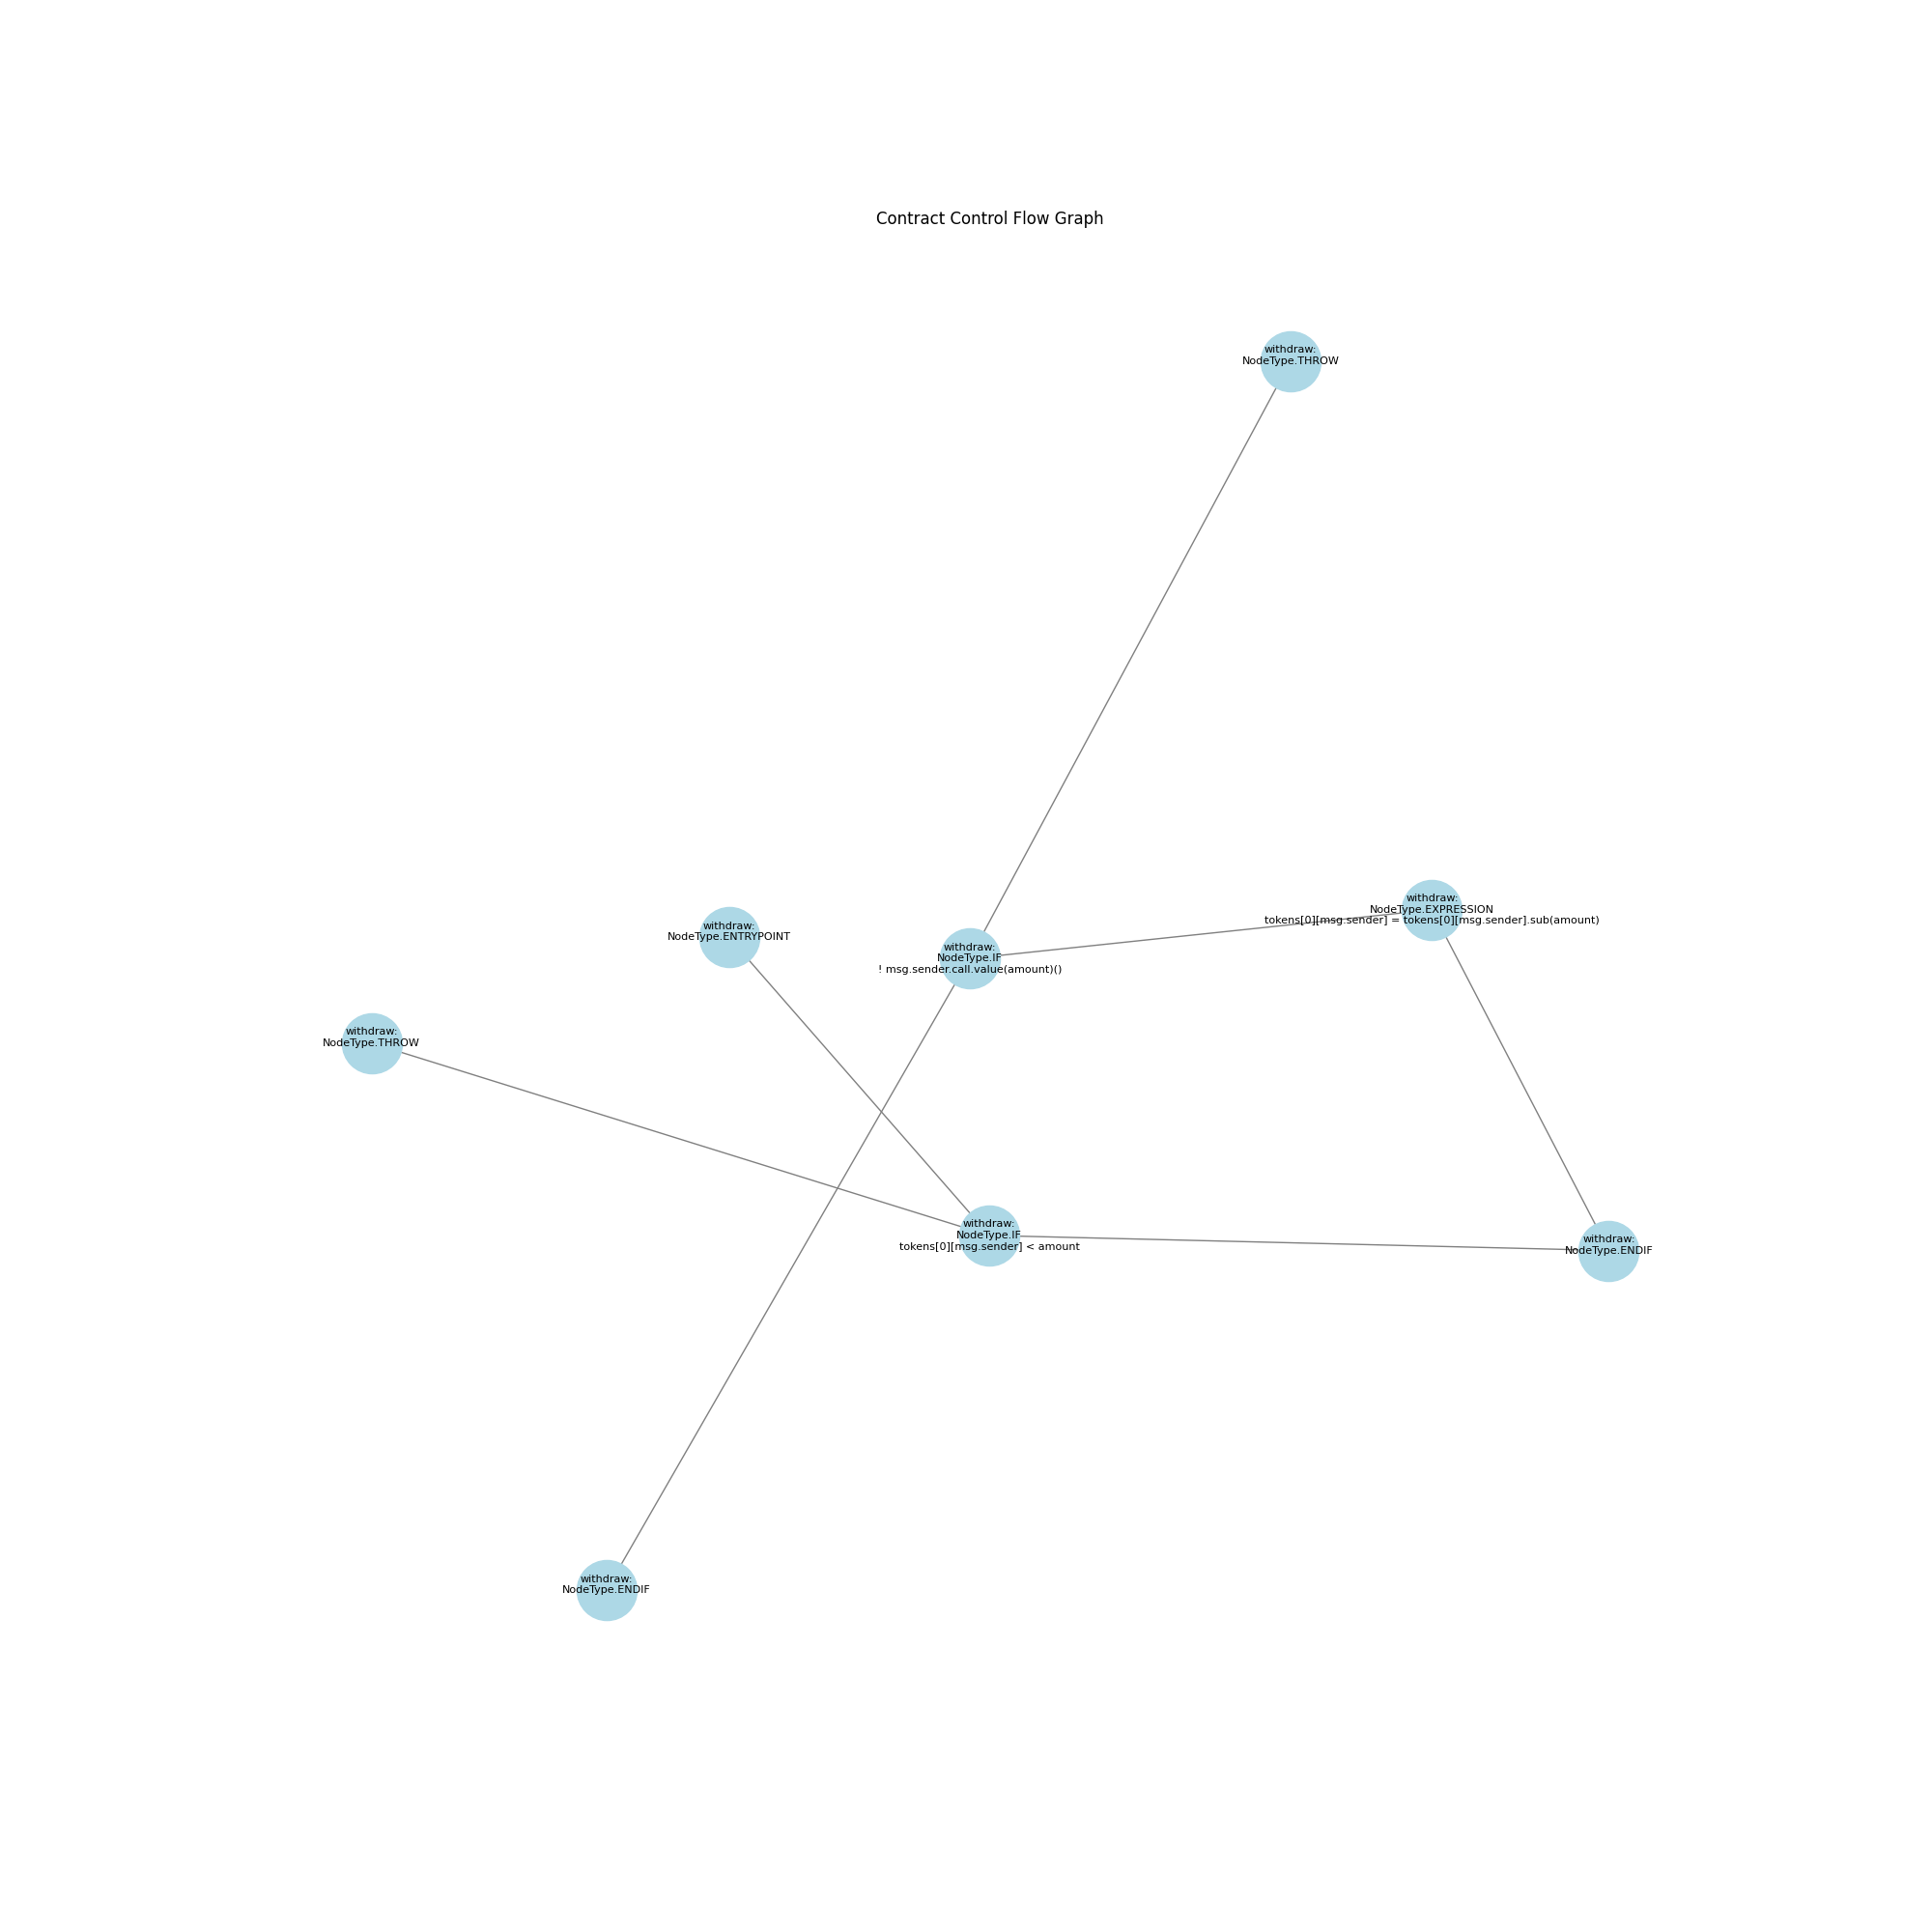 Contract Control Flow Graph
withdraw:
NodeType.THROW
withdraw:
NodeType.EXPRESSION
tokens[0][msg.sender] = tokens[0][msg.sender].sub(amount)
withdraw:
NodeType.ENTRYPOINT
withdraw:
NodeType.IF
! msg.sender.call.value(amount)()
withdraw:
NodeType.THROW
withdraw:
NodeType.IF
tokens[0][msg.sender] < amount
withdraw:
NodeType.ENDIF
withdraw:
NodeType.ENDIF